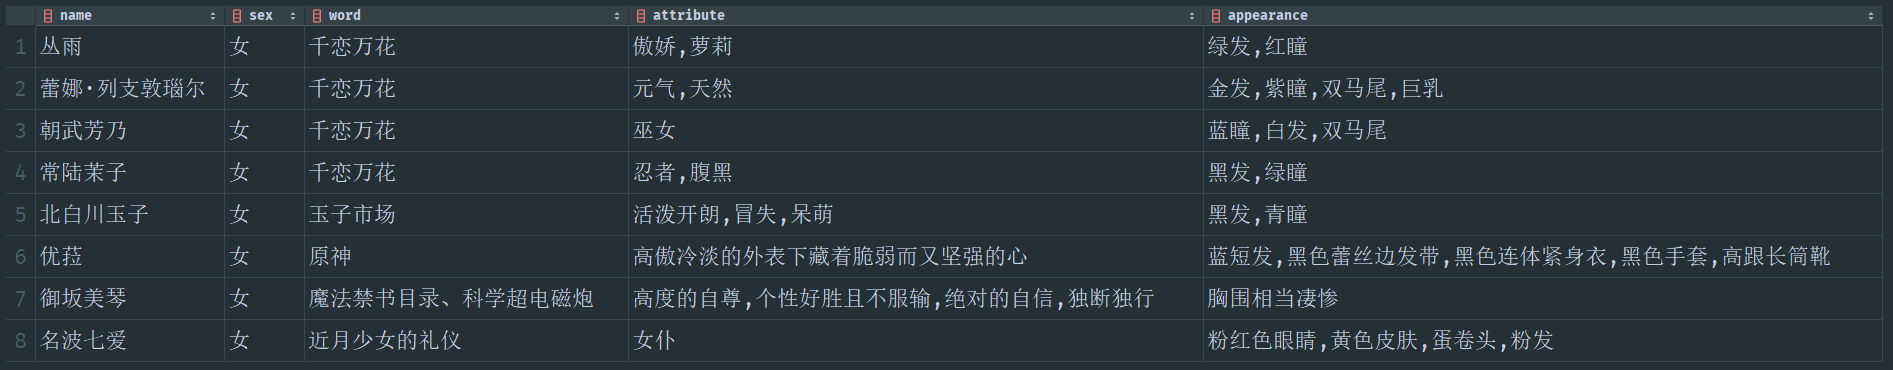 name sex word attribute appearance
1 丛雨 女 千恋万花 傲娇,萝莉 绿发,红瞳
2 蕾娜·列支敦瑙尔 女 千恋万花 元气,天然 金发,紫瞳,双马尾,巨乳
3 朝武芳乃 女 千恋万花 巫女 蓝瞳,白发,双马尾
4 常陆茉子 女 千恋万花 忍者,腹黑 黑发,绿瞳
5 北白川玉子 女 玉子市场 活泼开朗,冒失,呆萌 黑发,青瞳
6 优菈 女 原神 高傲冷淡的外表下藏着脆弱而又坚强的心 蓝短发,黑色蕾丝边发带,黑色连体紧身衣,黑色手套,高跟长筒靴
7 御坂美琴 女 魔法禁书目录、科学超电磁炮 高度的自尊,个性好胜且不服输,绝对的自信,独断独行 胸围相当凄惨
8 名波七爱 女 近月少女的礼仪 女仆 粉红色眼睛,黄色皮肤,蛋卷头,粉发